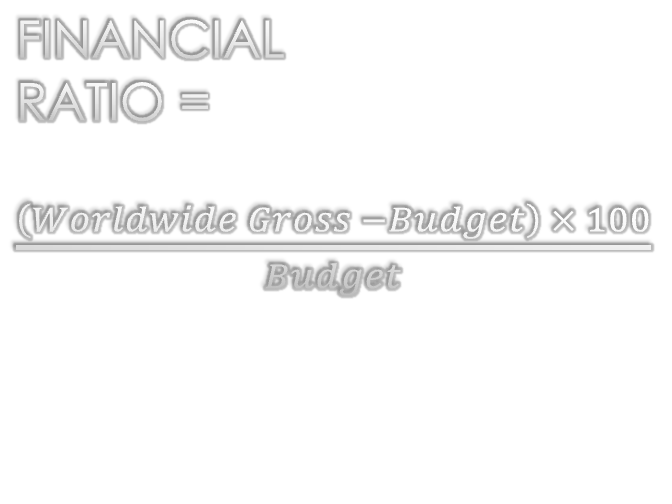 FINANCIAL
RATIO =
(Worldwide Gross −Budget) × 100
Budget